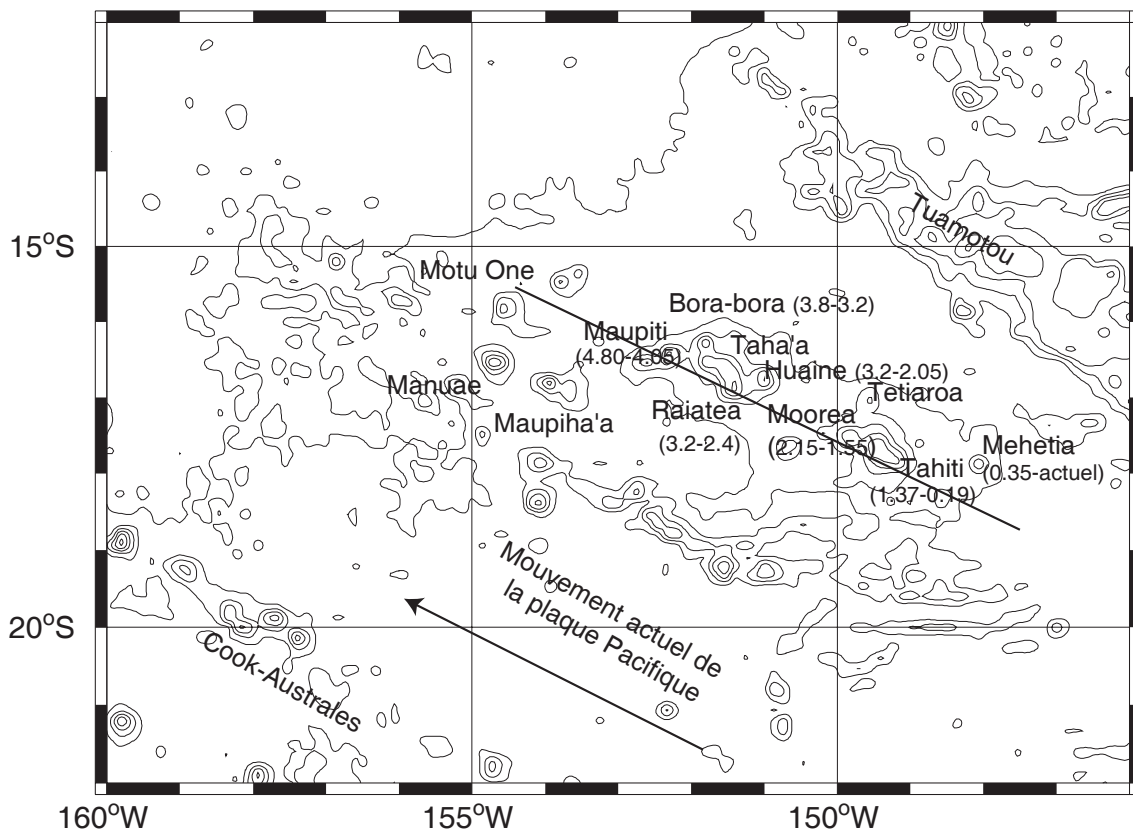 Tuamotou
15°S
Motu One
Bora-bora (3.8-3.2)
Maupiti
(4.80-4.05)
Taha'a
Huaine (3.2-2.05)
Manuae
Tetiaroa
Maupiha'a
Raiatea
(3.2-2.4)
Moorea
(2.15-1.55)
Mehetia
(0.35-actuel)
Tahiti
(1.37-0.19)
Mouvement actuel de
la plaque Pacifique
20°S
Cook-Australes
160°W
155°W
150°W